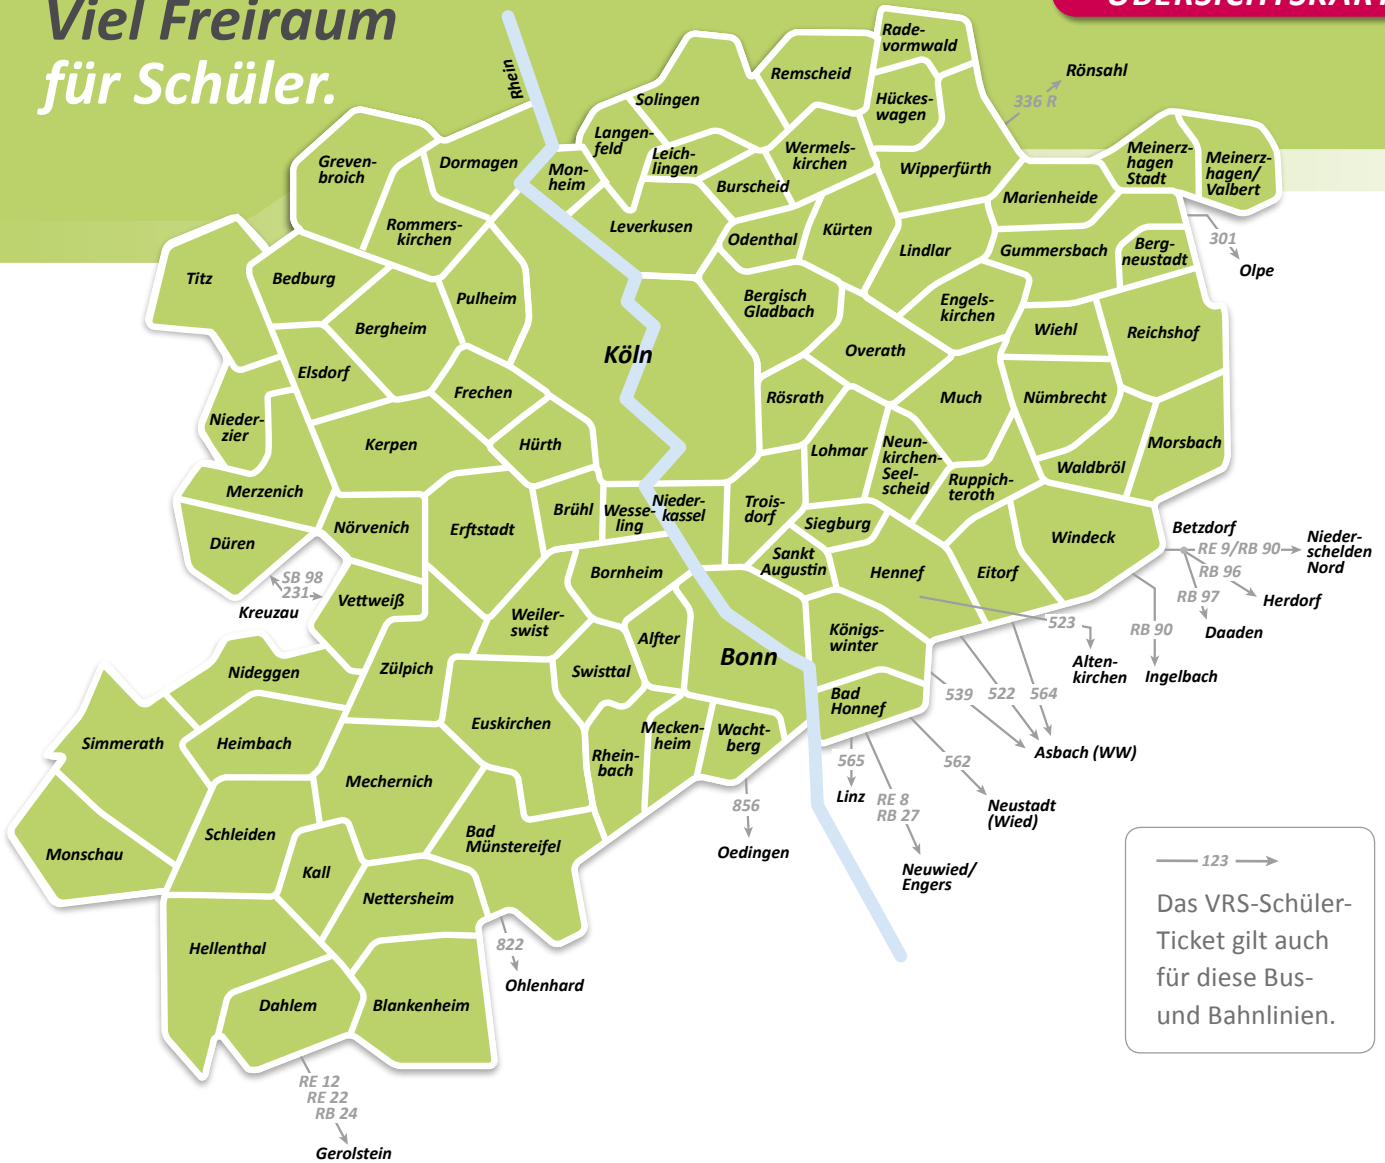 Viel Freiraum
für Schüler.
ÜBERSICHTSKART
Rhein
Rade-
vormwald
Remscheid
Solingen
Hückes-
wagen
Rönsahl
336 R
Langen-
feld
Leich-
lingen
Wermels-
kirchen
Wipperfürth
Meinerz-
hagen
Stadt
Meinerz-
hagen/
Valbert
Greven-
broich
Dormagen
Mon-
heim
Burscheid
Marienheide
Rommers-
kirchen
Leverkusen
Odenthal
Kürten
Lindlar
Gummersbach
Berg-
neustadt
301
Olpe
Titz
Bedburg
Pulheim
Bergheim
Bergisch
Gladbach
Engels-
kirchen
Wiehl
Reichshof
Köln
Overath
Elsdorf
Frechen
Rösrath
Much
Nümbrecht
Nieder-
zier
Kerpen
Hürth
Lohmar
Neun-
kirchen-
Seel-
scheid
Ruppich-
teroth
Waldbröl
Morsbach
Merzenich
Nörvenich
Erftstadt
Brühl
Wesse-
ling
Nieder-
kassel
Trois-
dorf
Siegburg
Windeck
Düren
Bornheim
Sankt
Augustin
Hennef
Eitorf
Betzdorf
RE 9/RB 90
Nieder-
schelden
Nord
RB 96
Herdorf
RB 97
Daaden
RB 90
Ingelbach
SB 98
231
Kreuzau
Vettweiß
Weiler-
swist
Alfter
Königs-
winter
523
Alten-
kirchen
Nideggen
Zülpich
Swisttal
Bonn
Bad
Honnef
539
522
564
Asbach (WW)
Simmerath
Heimbach
Euskirchen
Rhein-
bach
Mecken-
heim
Wacht-
berg
Mechernich
565
Linz
562
Neustadt
(Wied)
RE 8
RB 27
Neuwied/
Engers
856
Oedingen
Monschau
Schleiden
Kall
Bad
Münstereifel
Nettersheim
Hellenthal
822
Ohlenhard
Dahlem
Blankenheim
RE 12
RE 22
RB 24
Gerolstein
123
Das VRS-Schüler-
Ticket gilt auch
für diese Bus-
und Bahnlinien.